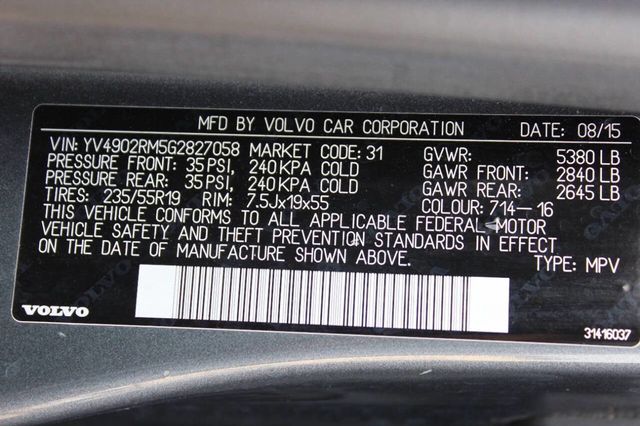 MFD BY VOLVO CAR CORPORATION DATE: 08/15
VIN: YV4902RM5G2827058 MARKET CODE: 31 GVWR: 5380 LB
PRESSURE FRONT: 35 PSI, 240 KPA COLD GAWR FRONT: 2840 LB
PRESSURE REAR: 35 PSI, 240 KPA COLD GAWR REAR: 2645 LB
TIRES: 235/55R19 RIM: 7.5Jx19x55 COLOUR: 714-16
THIS VEHICLE CONFORMS TO ALL APPLICABLE FEDERAL MOTOR
VEHICLE SAFETY AND THEFT PREVENTION STANDARDS IN EFFECT
ON THE DATE OF MANUFACTURE SHOWN ABOVE. TYPE: MPV
VOLVO
31416037